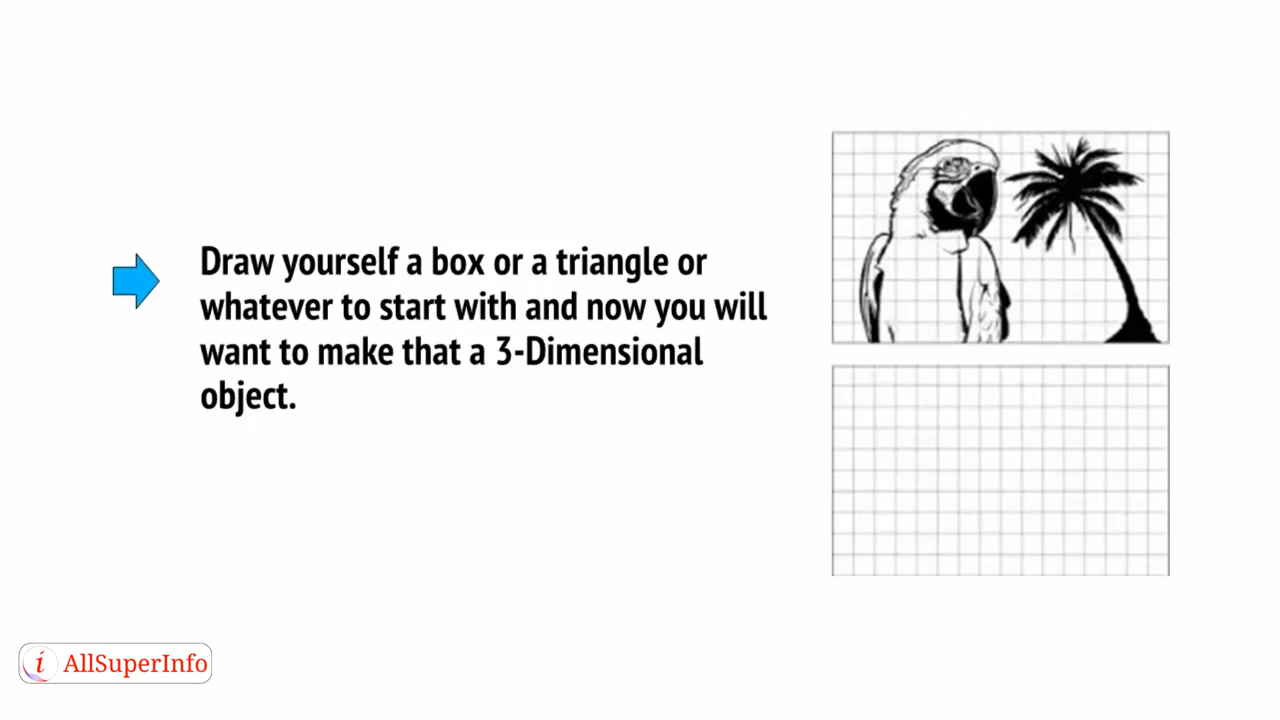 Draw yourself a box or a triangle or
whatever to start with and now you will
want to make that a 3-Dimensional
object.
i AllSuperInfo